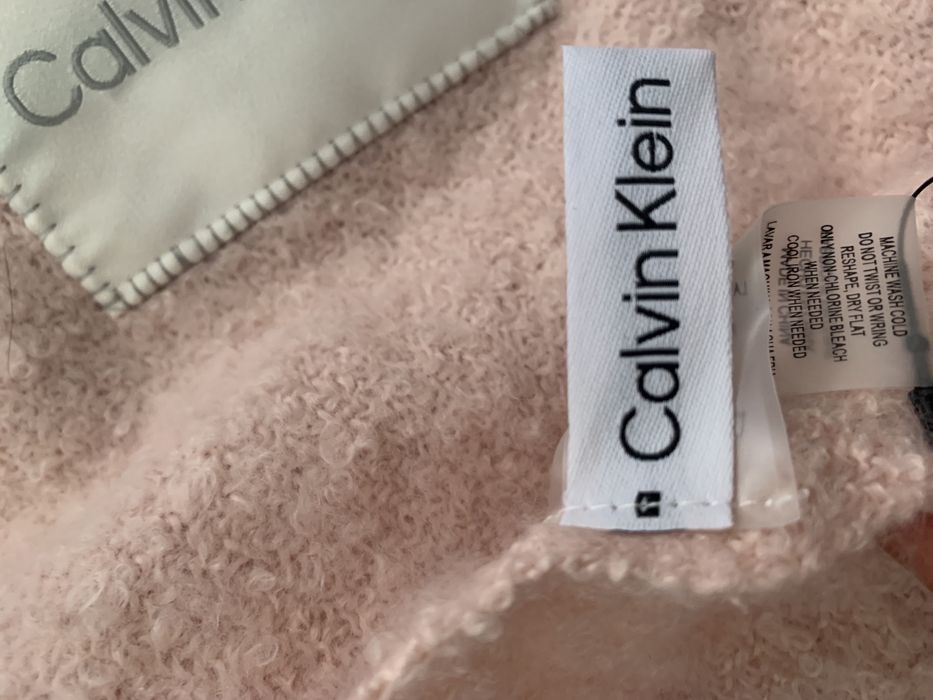 Calvin
Calvin Klein
MACHINE WASH COLD
DO NOT TWIST OR WRING
RESHAPE, DRY FLAT
ONLY NON-CHLORINE BLEACH
WHEN NEEDED
COOL IRON WHEN NEEDED